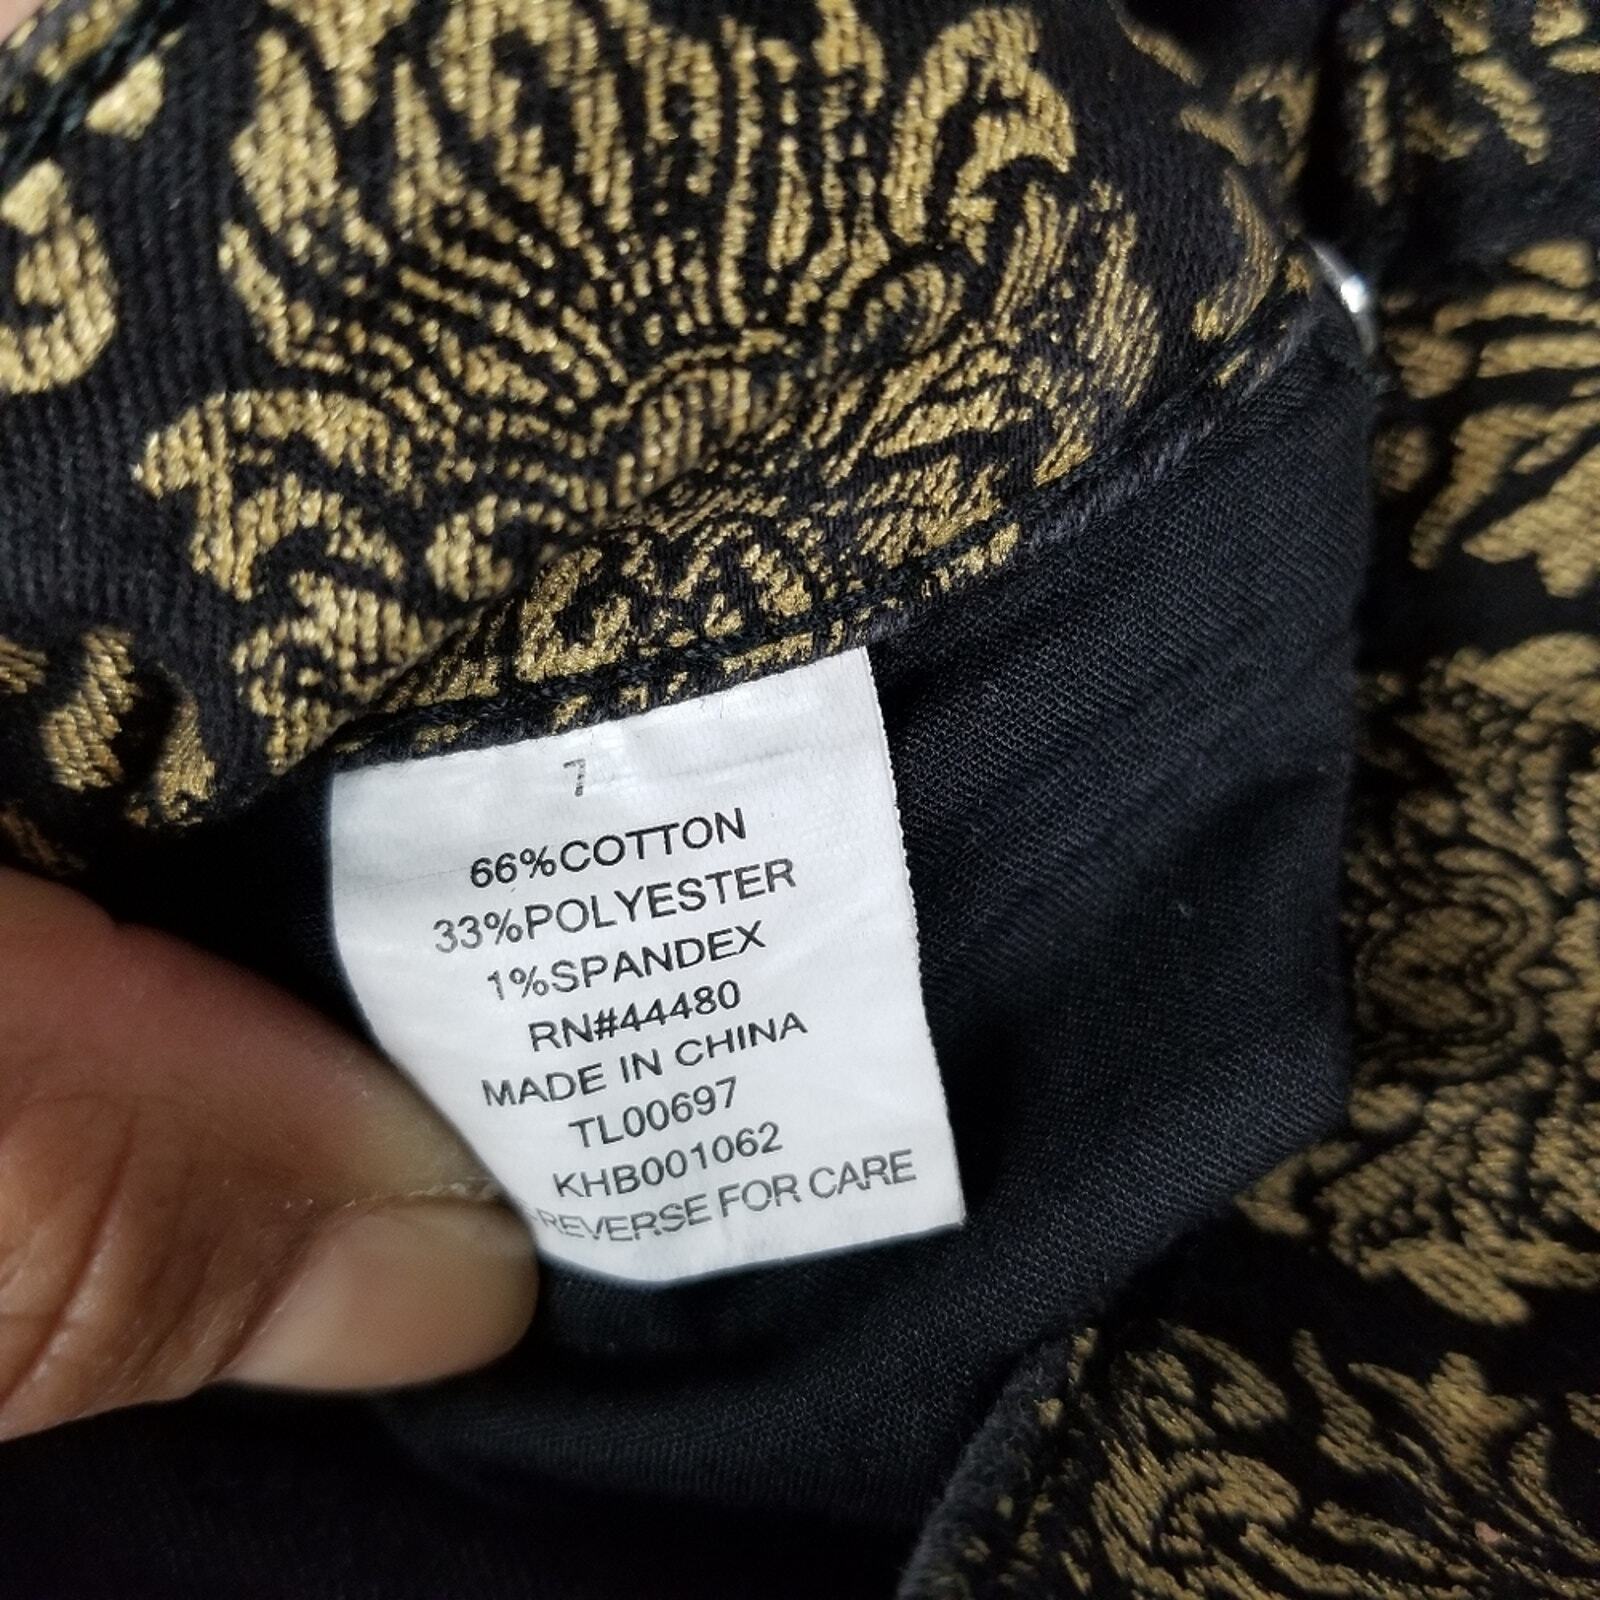 7
66%COTTON
33%POLYESTER
1%SPANDEX
RN#44480
MADE IN CHINA
TL00697
KHB001062
REVERSE FOR CARE